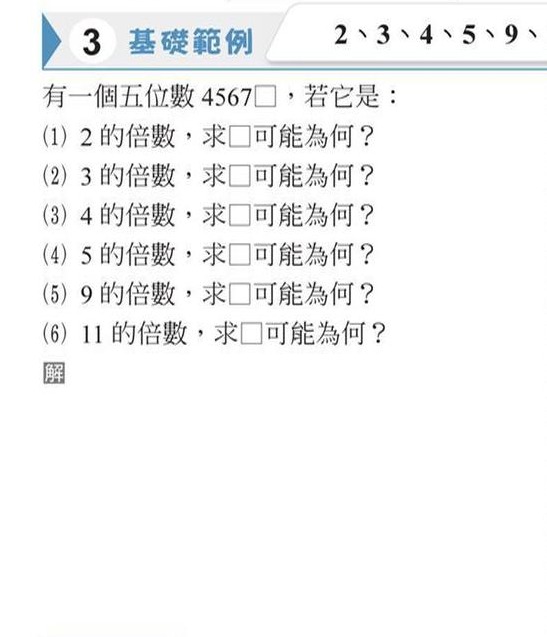 3 基礎範例 2、3、4、5、9、
有一個五位數 4567□,若它是:
⑴ 2 的倍數,求□可能為何?
⑵ 3 的倍數,求□可能為何?
⑶ 4 的倍數,求□可能為何?
⑷ 5 的倍數,求□可能為何?
⑸ 9 的倍數,求□可能為何?
⑹ 11 的倍數,求□可能為何?
解